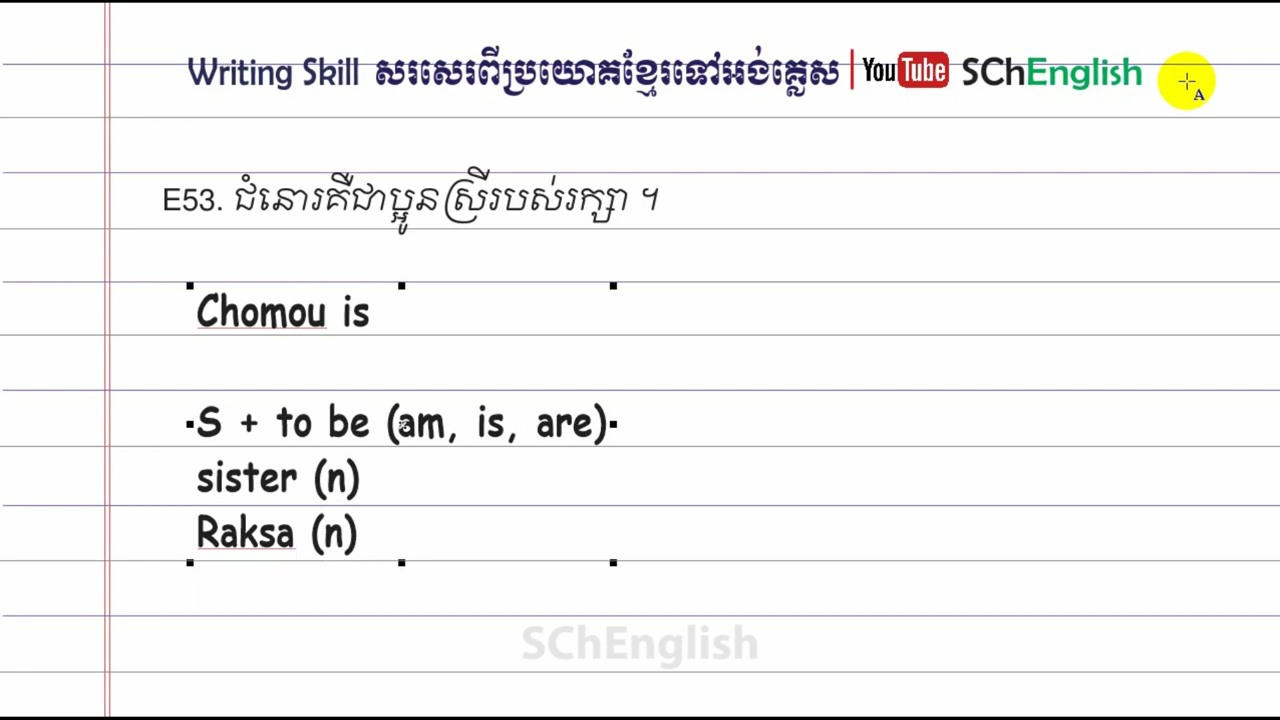 Writing Skill សរសេរពីប្រយោគខ្មែរទៅអង់គ្លេស | YouTube SChEnglish
E53. ជំនោរគឺជាប្អូនស្រីរបស់រក្សា ។
Chomou is
S + to be (am, is, are)
sister (n)
Raksa (n)
SChEnglish